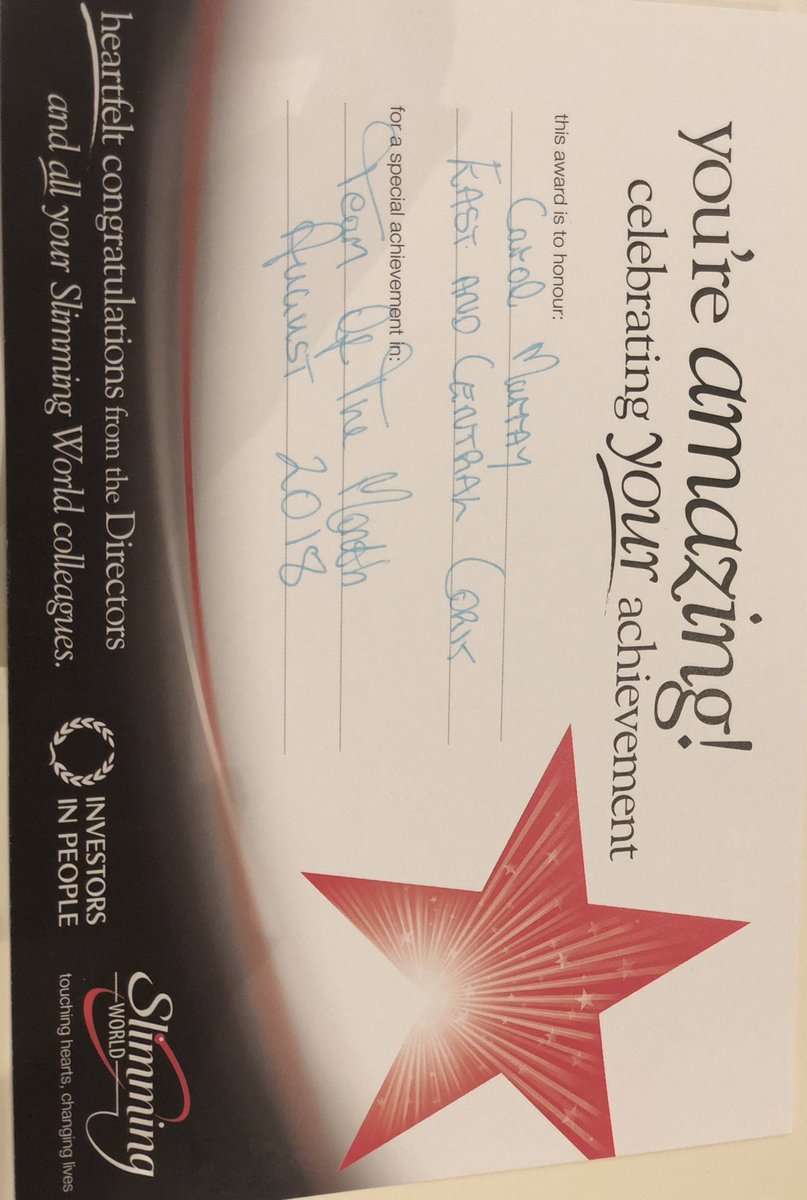 you're amazing!
celebrating your achievement
this award is to honour:
Carol Murray
EAST AND CENTRAL CORK
for a special achievement in:
Team Of The Month
AUGUST 2018
heartfelt congratulations from the Directors
and all your Slimming World colleagues.
INVESTORS
IN PEOPLE
Slimming
WORLD
touching hearts, changing lives